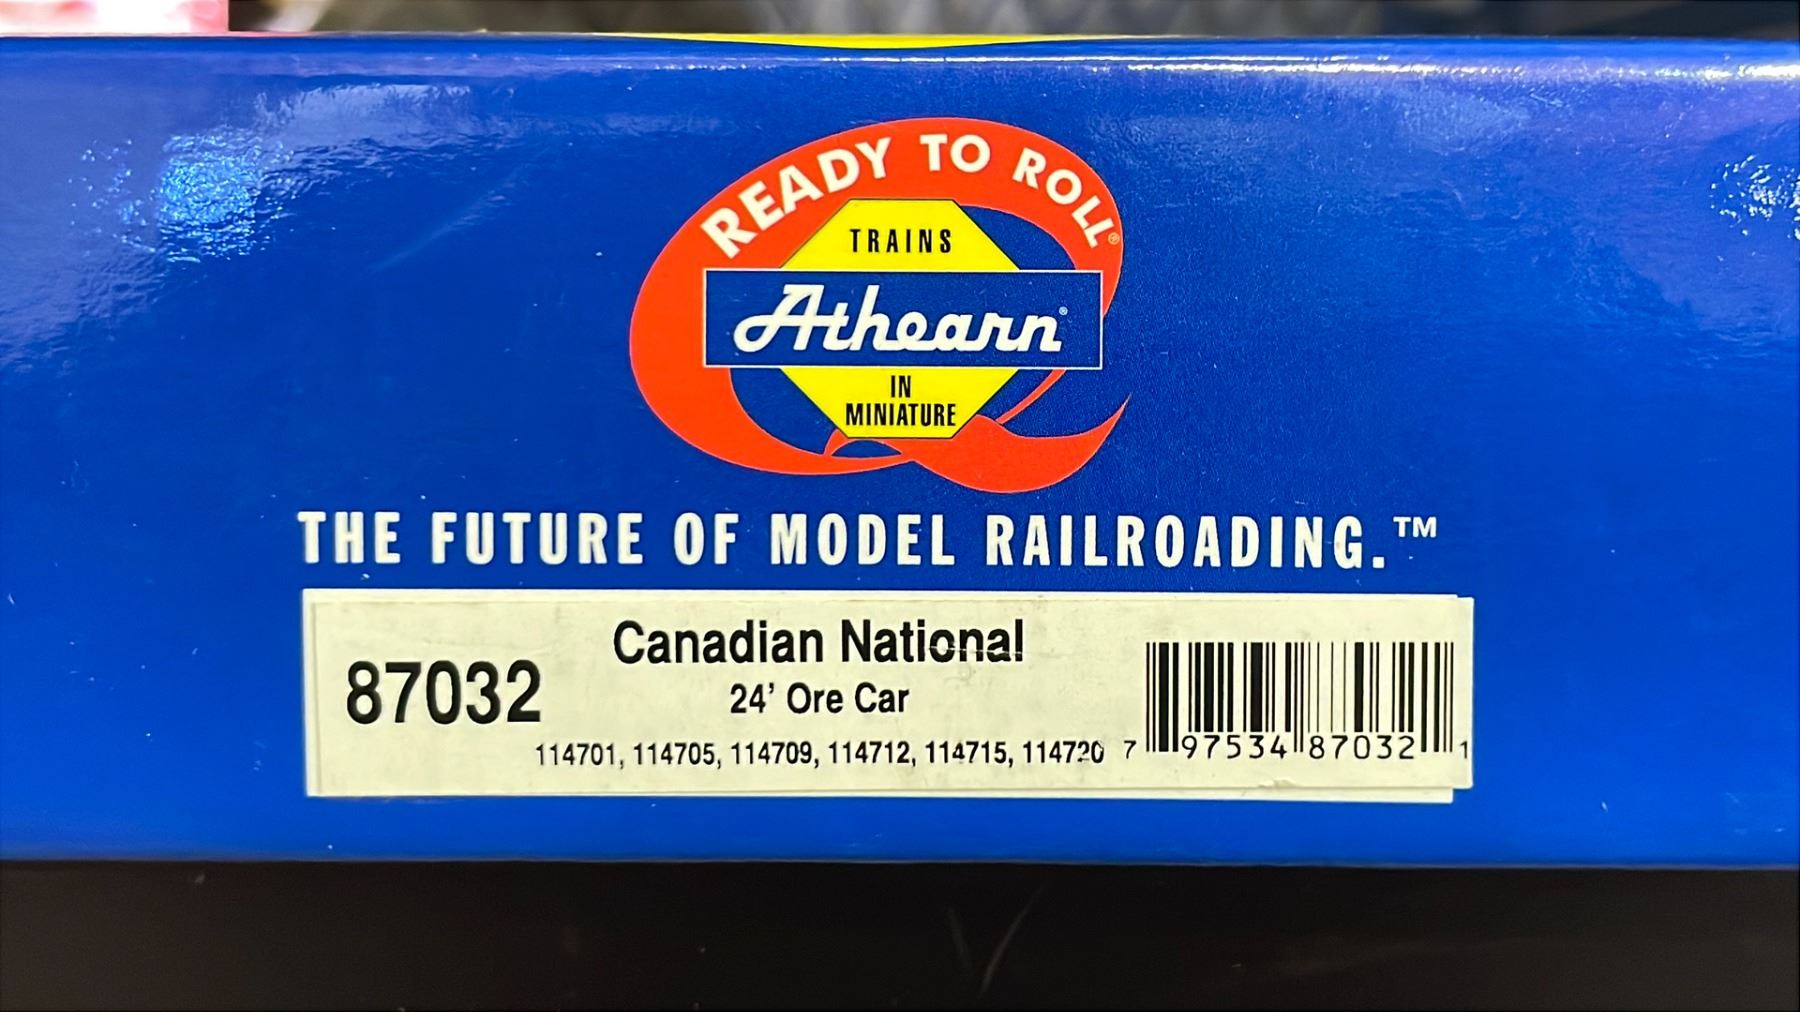 READY TO ROLL®
TRAINS
Athearn®
IN
MINIATURE
THE FUTURE OF MODEL RAILROADING.™
87032
Canadian National
24' Ore Car
114701, 114705, 114709, 114712, 114715, 114720
7 97534 87032 1